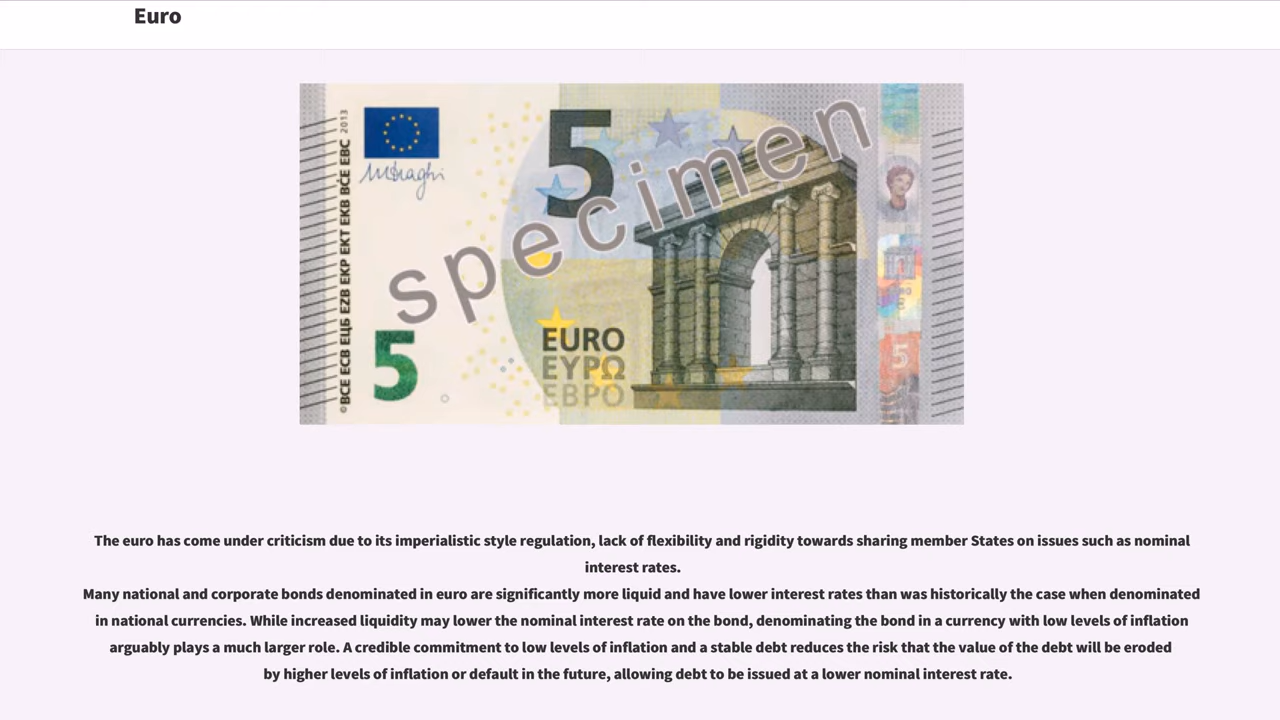 Euro
©BCE ECB ЕЦБ EZB EKP EKT EKB BĊE EBC 2013
5
specimen
5
EURO
ΕΥΡΩ
ЕВРО
5
The euro has come under criticism due to its imperialistic style regulation, lack of flexibility and rigidity towards sharing member States on issues such as nominal
interest rates.
Many national and corporate bonds denominated in euro are significantly more liquid and have lower interest rates than was historically the case when denominated
in national currencies. While increased liquidity may lower the nominal interest rate on the bond, denominating the bond in a currency with low levels of inflation
arguably plays a much larger role. A credible commitment to low levels of inflation and a stable debt reduces the risk that the value of the debt will be eroded
by higher levels of inflation or default in the future, allowing debt to be issued at a lower nominal interest rate.